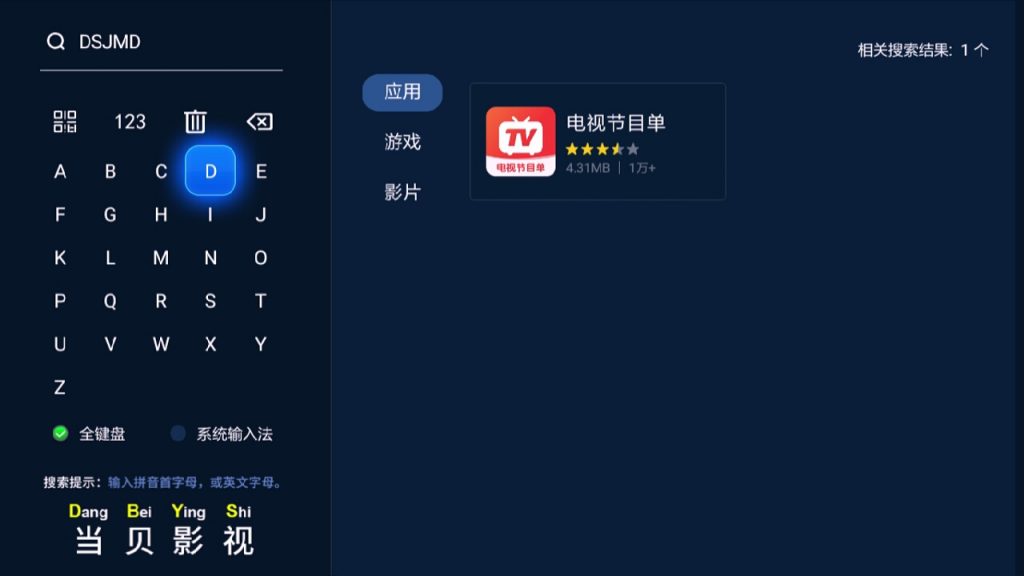 DSJMD
123
A B C D E
F G H I J
K L M N O
P Q R S T
U V W X Y
Z
全键盘 系统输入法
搜索提示：输入拼音首字母，或英文字母。
Dang Bei Ying Shi
当贝影视
相关搜索结果: 1 个
应用
游戏
影片
TV
电视节目单
电视节目单
4.31MB | 1万+